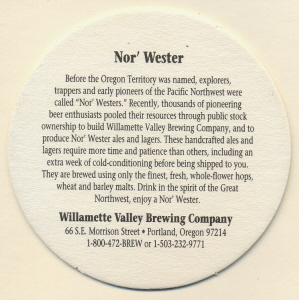 Nor' Wester
Before the Oregon Territory was named, explorers,
trappers and early pioneers of the Pacific Northwest were
called "Nor' Westers." Recently, thousands of pioneering
beer enthusiasts pooled their resources through public stock
ownership to build Willamette Valley Brewing Company, and to
produce Nor' Wester ales and lagers. These handcrafted ales and
lagers require more time and patience than others, including an
extra week of cold-conditioning before being shipped to you.
They are brewed using only the finest, fresh, whole-flower hops,
wheat and barley malts. Drink in the spirit of the Great
Northwest, enjoy a Nor' Wester.
Willamette Valley Brewing Company
66 S.E. Morrison Street • Portland, Oregon 97214
1-800-472-BREW or 1-503-232-9771